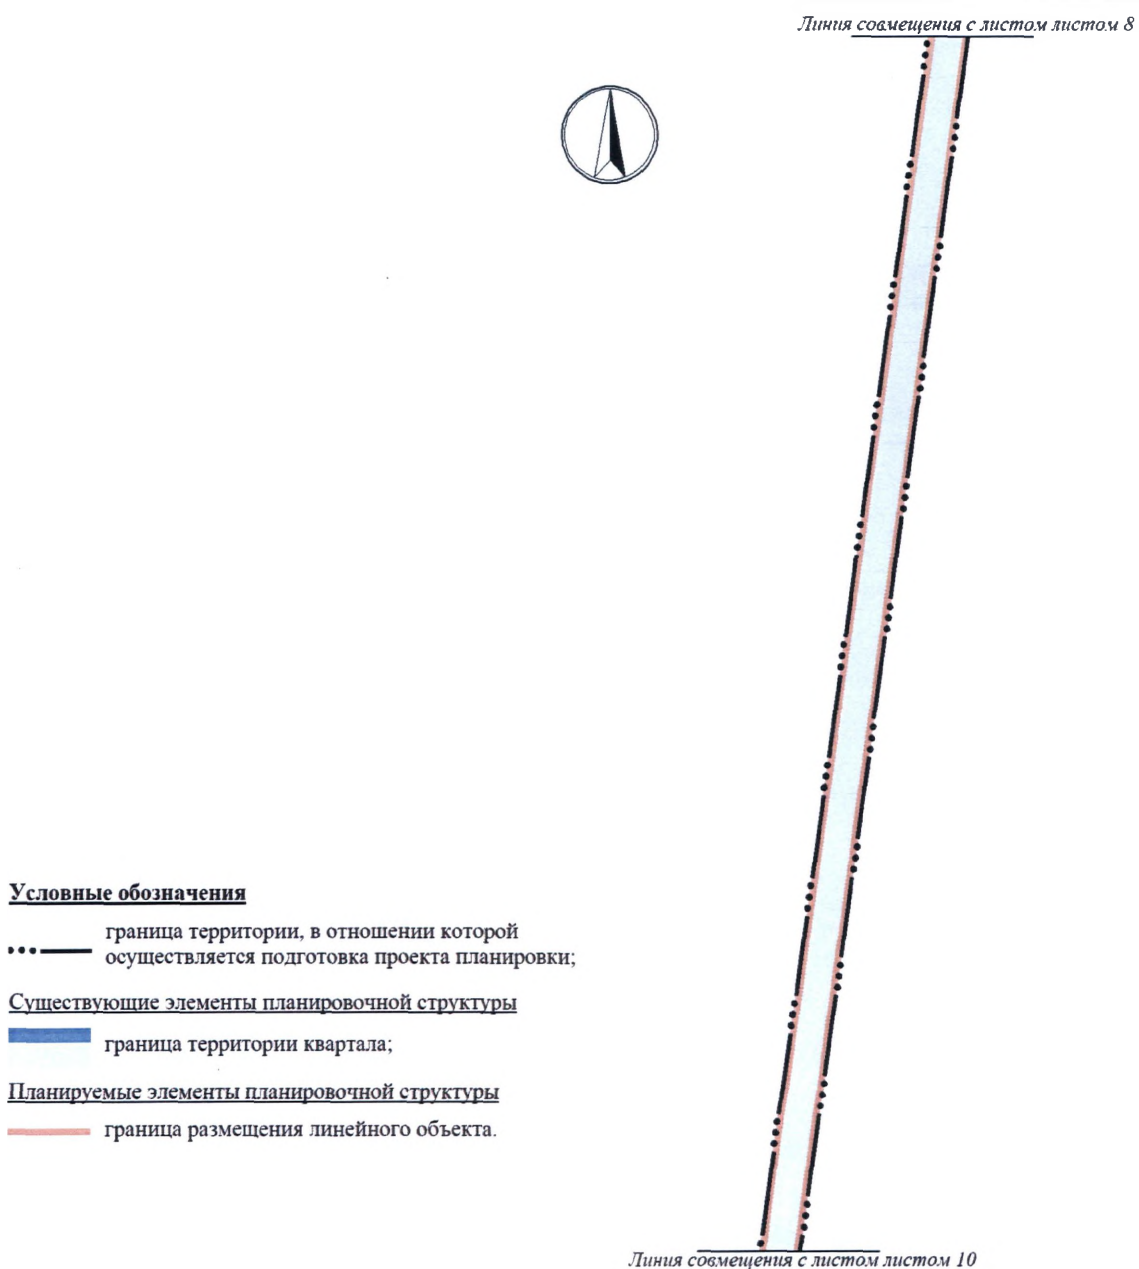 Линия совмещения с листом листом 8
Условные обозначения
граница территории, в отношении которой
осуществляется подготовка проекта планировки;
Существующие элементы планировочной структуры
граница территории квартала;
Планируемые элементы планировочной структуры
граница размещения линейного объекта.
Линия совмещения с листом листом 10